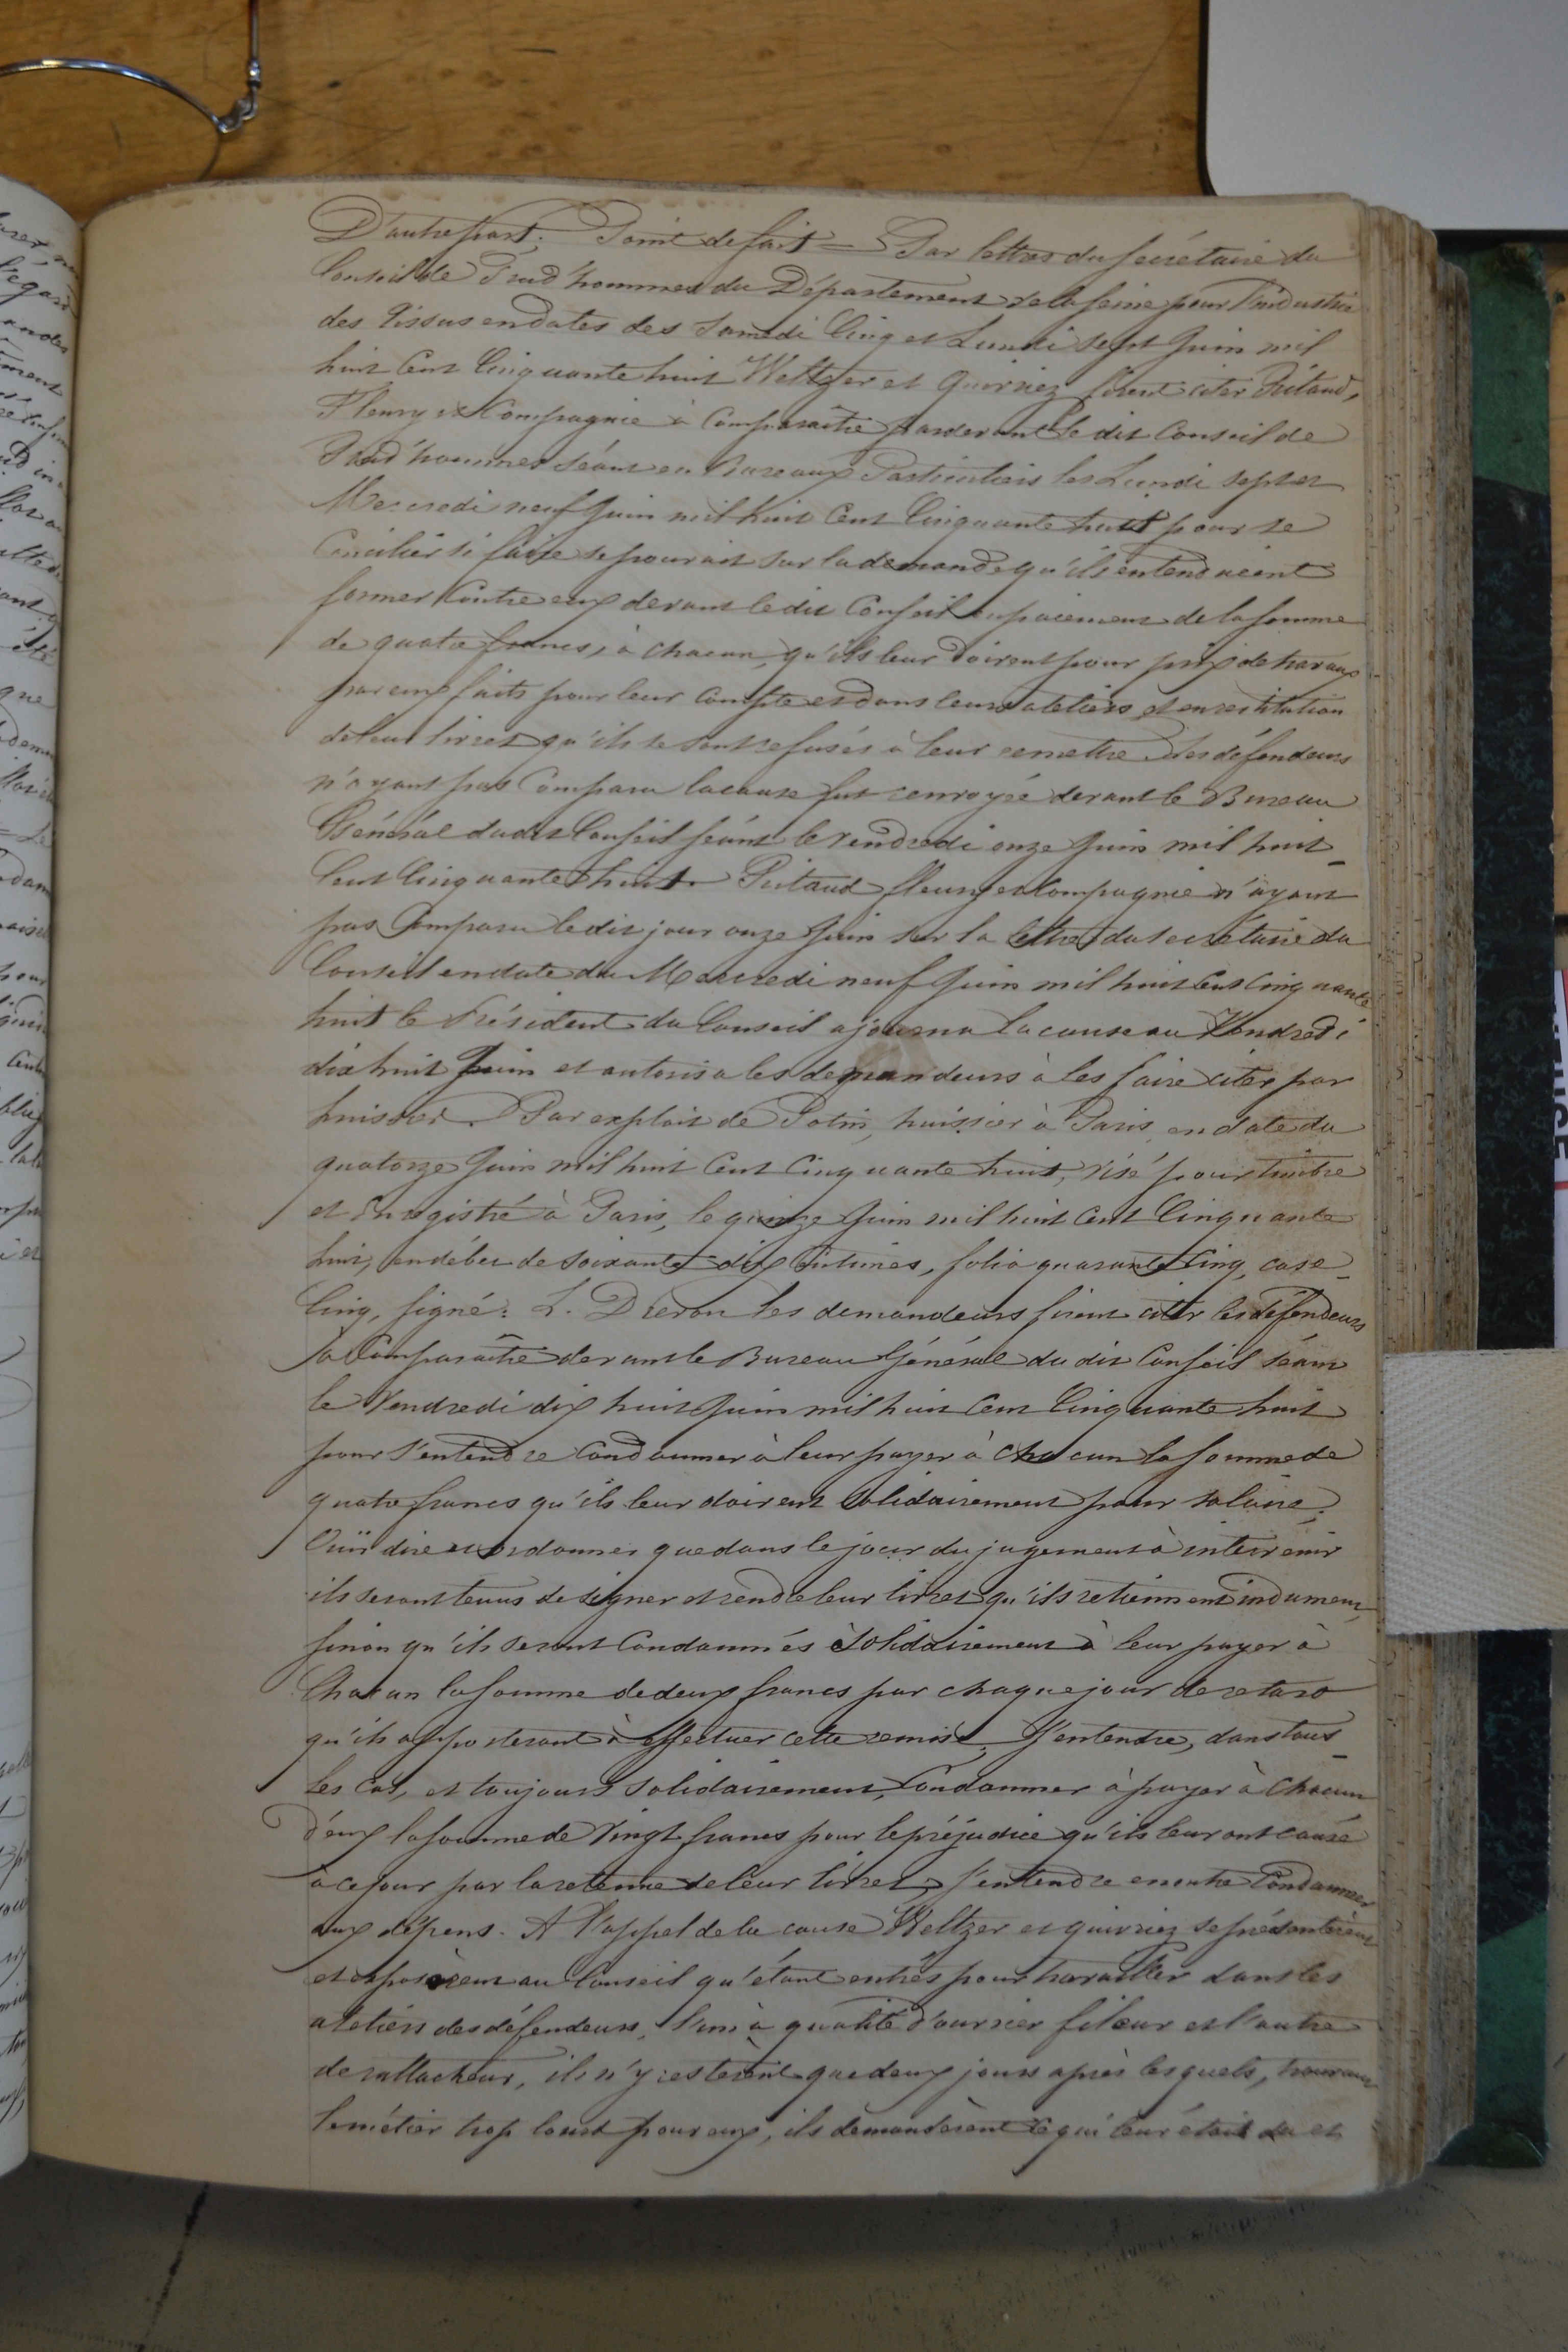 D'autre part; Point de fait = Par lettres du secrétaire du
Conseil de Prud'hommes du Département de la Seine pour l'industrie
des Tissus en dates des Samedi Cinq et Lundi sept Juin mil
huit Cent Cinquante huit Weltzer et Quirriez firent citer Pitaud,
Fleury et Compagnie à Comparaître pardevant le dit Conseil de
Prud'hommes séant en Bureaux Particuliers les Lundi sept et
Mercredi neuf Juin mil huit Cent Cinquante huit pour se
Concilier si faire se pouvait sur la demande qu'ils entendaient
former Contre eux devant le dit Conseil en paiement de la somme
de quatre francs, à chacun, qu'ils leur doivent pour prix de travaux
par eux faits pour leur Compte et dans leurs ateliers et en restitution
de leur livret qu'ils se sont refusés à leur remettre. Les défendeurs
n'ayant pas Comparu la cause fut renvoyée devant le Bureau
Général dudit Conseil séant le vendredi onze Juin mil huit
Cent Cinquante huit. Pitaud fleury et Compagnie n'ayant
pas Comparu le dit jour onze Juin sur la lettre du secrétaire du
Conseil en date du Mercredi neuf Juin mil huit Cent Cinquante
huit le Président du Conseil ajourna la cause au Vendredi
dix huit Juin et autorisa les demandeurs à les faire citer par
huissier. Par exploit de Potin, huissier à Paris, en date du
quatorze Juin mil huit Cent Cinquante huit, visé pour timbre
et Enregistré à Paris, le quinze Juin mil huit Cent Cinquante
huit, en débet de soixante dix Centimes, folio quarante Cinq, case
Cinq, signé: L. les demandeurs firent citer les défendeurs
à Comparaître devant le Bureau Général du dit Conseil séant
le Vendredi dix huit Juin mil huit Cent Cinquante huit
pour s'entendre Condamner à leur payer à chacun la somme de
quatre francs qu'ils leur doivent solidairement pour salaire;
Ouïr dire et ordonner que dans le jour du jugement à intervenir
ils seront tenus de signer et rendre leur livret qu'ils retiennent indument,
sinon qu'ils seront Condamnés solidairement à leur payer à
Chacun la somme de deux francs par chaque jour de retard
qu'ils apporteront à effectuer cette remise; s'entendre, dans tous
les cas, et toujours solidairement, Condamner à payer à Chacun
d'eux la somme de vingt francs pour le préjudice qu'ils leur ont causé
à ce jour par la retenue de leur livret; s'entendre en outre Condamner
aux dépens. A l'appel de la cause Weltzer et quirriez se présentèrent
et exposèrent au Conseil qu'étant entrés pour travailler dans les
ateliers des défendeurs, l'un à qualité d'ouvrier fileur et l'autre
de rattacheur, ils n'y restèrent que deux jours après lesquels, trouvant
le métier trop lourd pour eux, ils demandèrent ce qui leur était du et